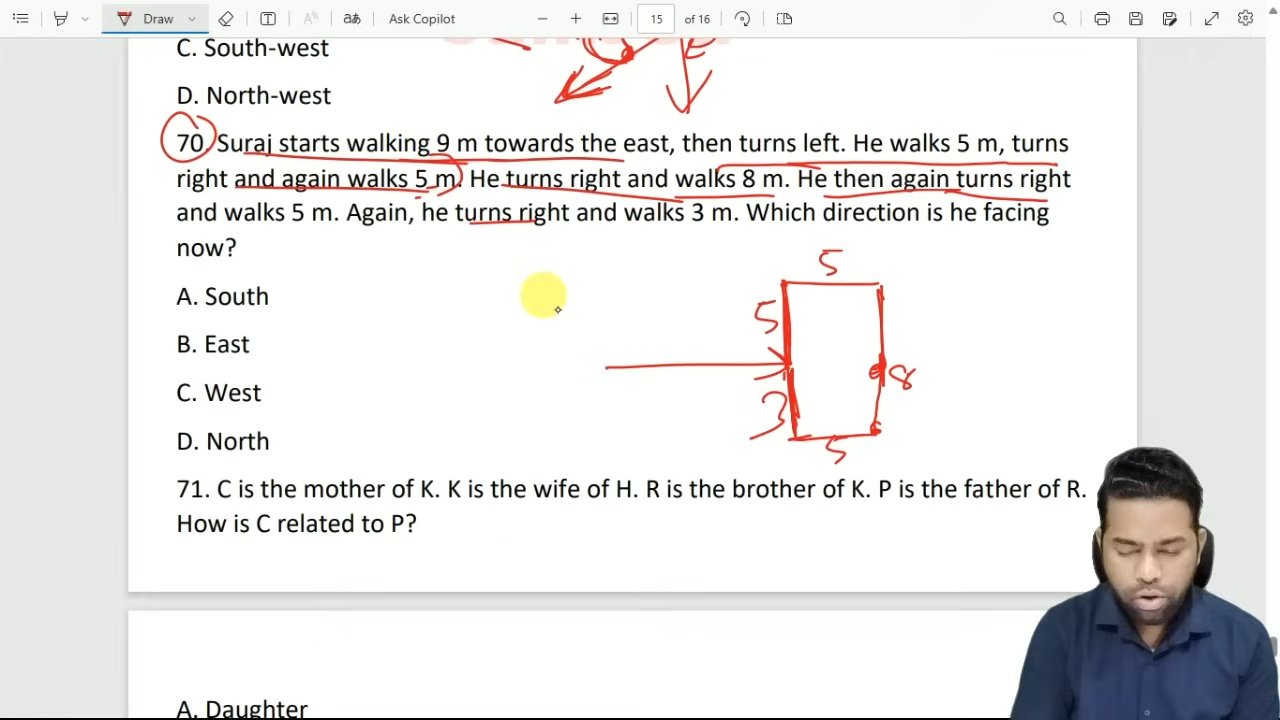 Draw
Ask Copilot
15 of 16
C. South-west
D. North-west
70. Suraj starts walking 9 m towards the east, then turns left. He walks 5 m, turns
right and again walks 5 m. He turns right and walks 8 m. He then again turns right
and walks 5 m. Again, he turns right and walks 3 m. Which direction is he facing
now?
A. South
B. East
C. West
D. North
5
5
8
3
5
71. C is the mother of K. K is the wife of H. R is the brother of K. P is the father of R.
How is C related to P?
A. Daughter